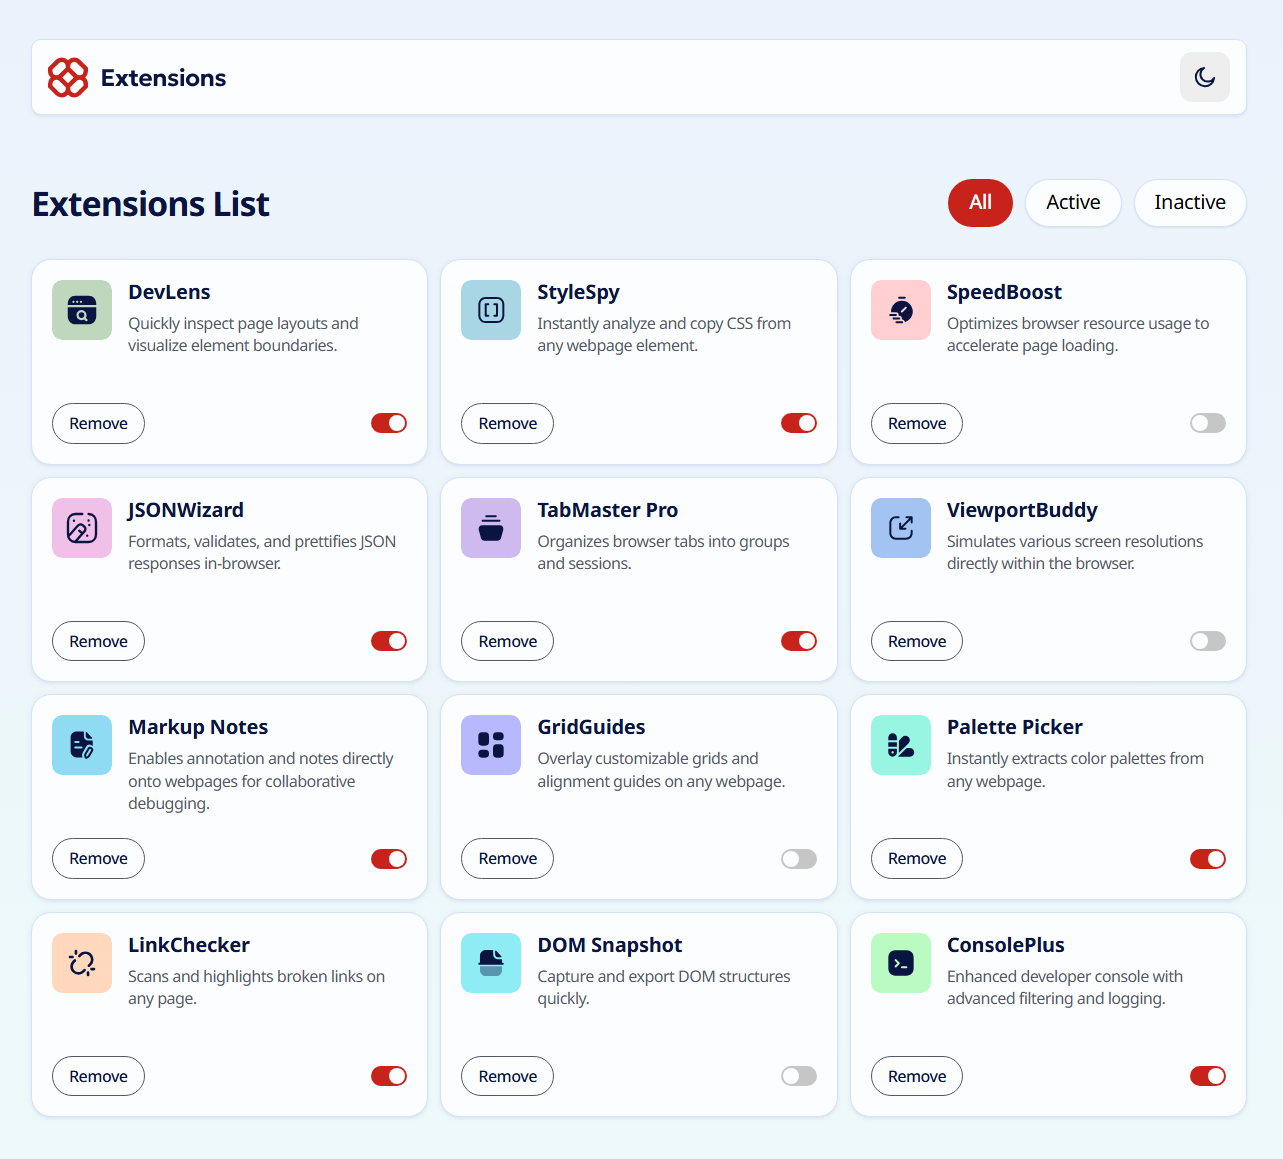 Extensions
Extensions List
All
Active
Inactive
DevLens
Quickly inspect page layouts and
visualize element boundaries.
Remove
StyleSpy
Instantly analyze and copy CSS from
any webpage element.
Remove
SpeedBoost
Optimizes browser resource usage to
accelerate page loading.
Remove
JSONWizard
Formats, validates, and prettifies JSON
responses in-browser.
Remove
TabMaster Pro
Organizes browser tabs into groups
and sessions.
Remove
ViewportBuddy
Simulates various screen resolutions
directly within the browser.
Remove
Markup Notes
Enables annotation and notes directly
onto webpages for collaborative
debugging.
Remove
GridGuides
Overlay customizable grids and
alignment guides on any webpage.
Remove
Palette Picker
Instantly extracts color palettes from
any webpage.
Remove
LinkChecker
Scans and highlights broken links on
any page.
Remove
DOM Snapshot
Capture and export DOM structures
quickly.
Remove
ConsolePlus
Enhanced developer console with
advanced filtering and logging.
Remove